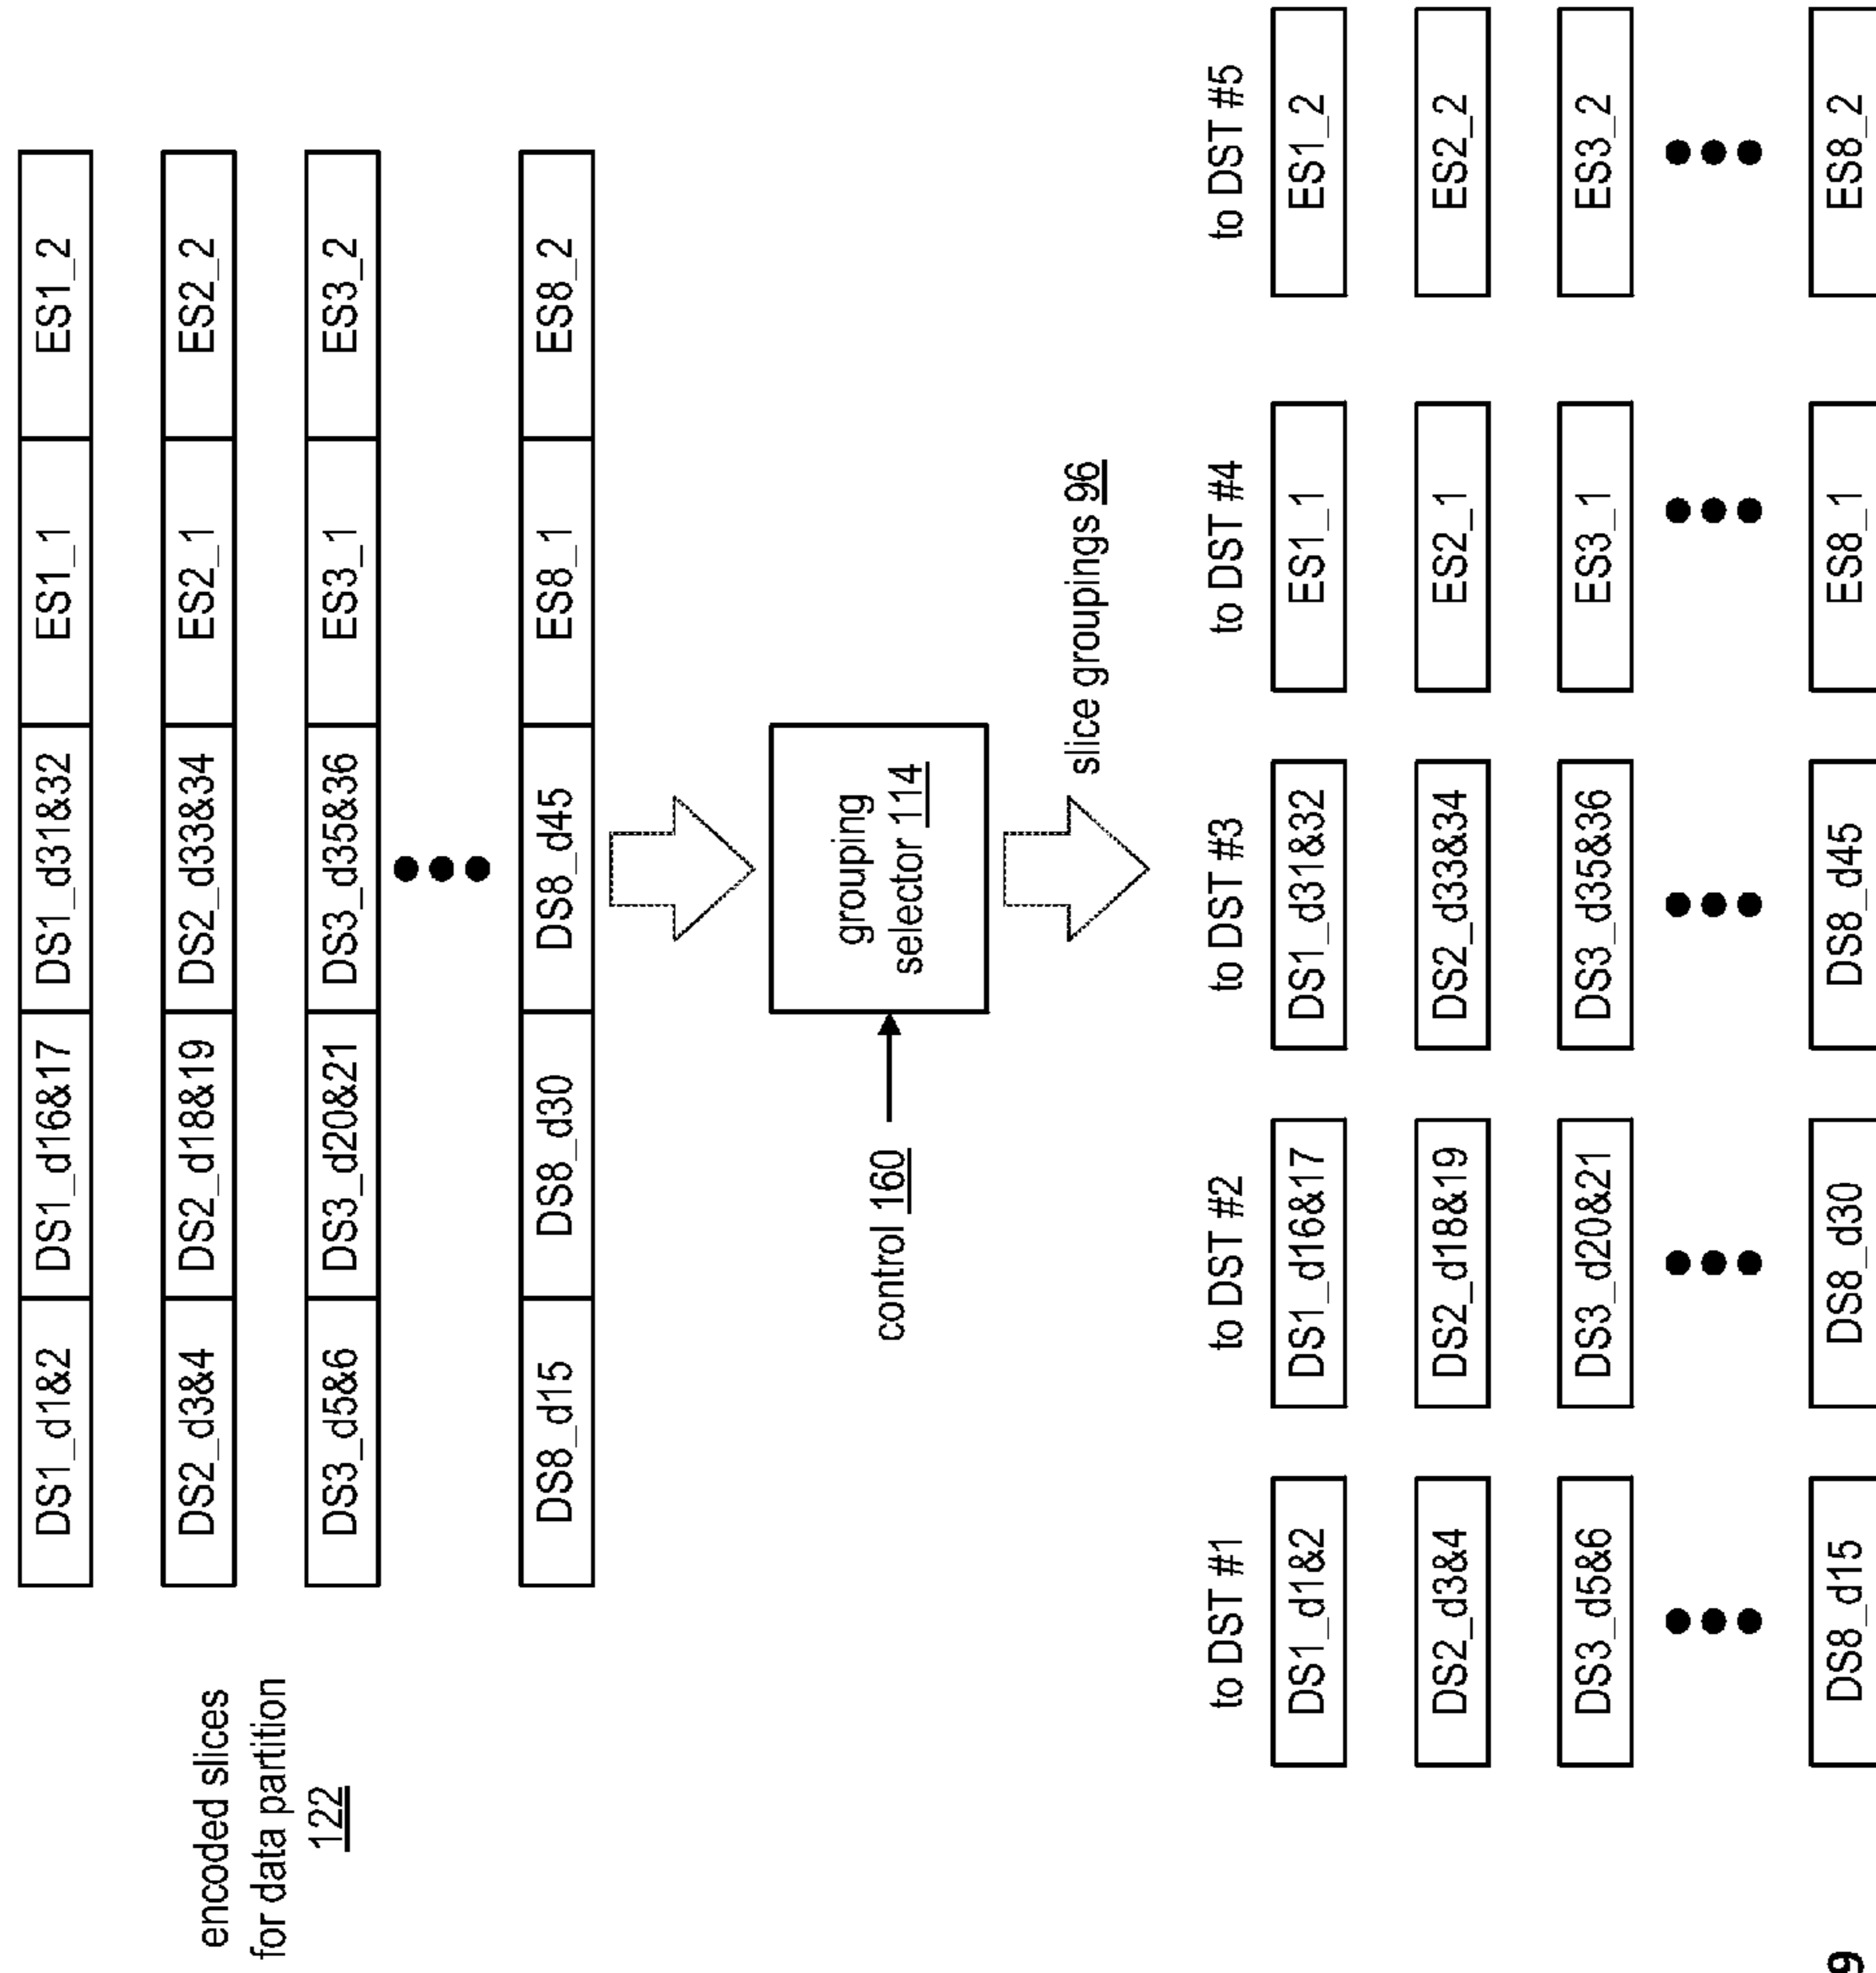 encoded slices
for data partition
122
DS1_d1&2 DS1_d16&17 DS1_d31&32 ES1_1 ES1_2
DS2_d3&4 DS2_d18&19 DS2_d33&34 ES2_1 ES2_2
DS3_d5&6 DS3_d20&21 DS3_d35&36 ES3_1 ES3_2
DS8_d15 DS8_d30 DS8_d45 ES8_1 ES8_2
control 160
grouping
selector 114
slice groupings 96
to DST #1 to DST #2 to DST #3 to DST #4 to DST #5
DS1_d1&2 DS1_d16&17 DS1_d31&32 ES1_1 ES1_2
DS2_d3&4 DS2_d18&19 DS2_d33&34 ES2_1 ES2_2
DS3_d5&6 DS3_d20&21 DS3_d35&36 ES3_1 ES3_2
DS8_d15 DS8_d30 DS8_d45 ES8_1 ES8_2
9